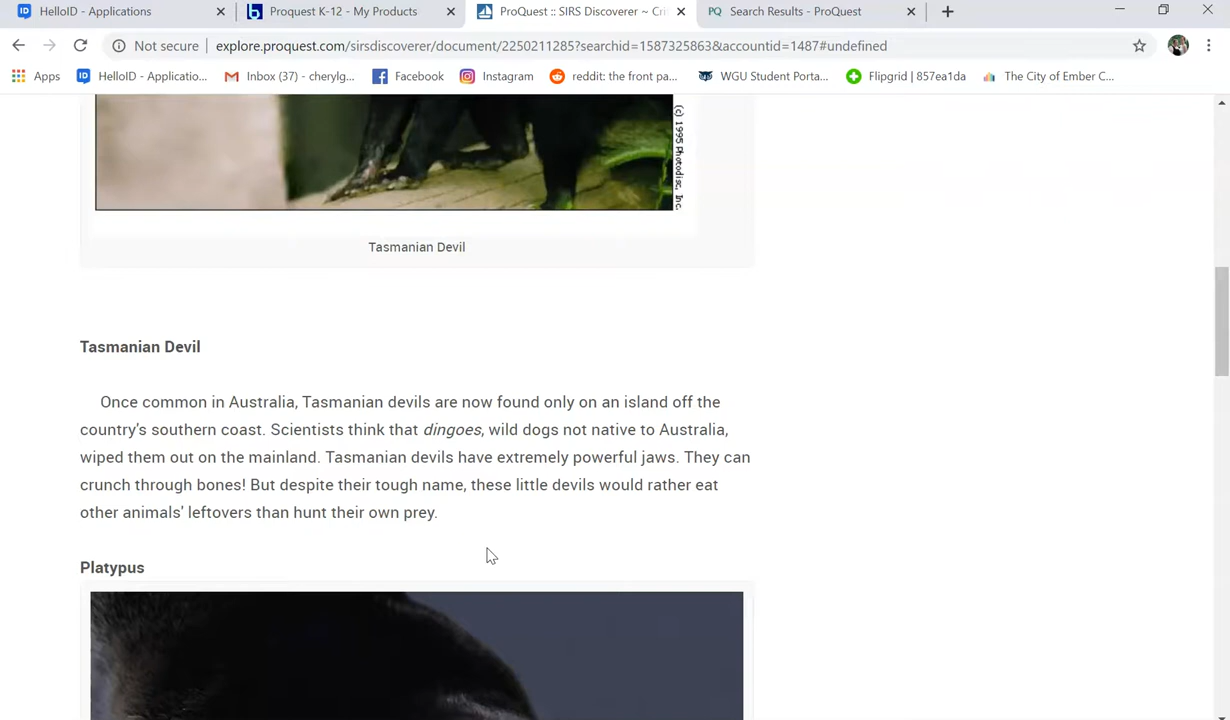 HelloID - Applications
Proquest K-12 - My Products
ProQuest :: SIRS Discoverer ~ Cri
PQ Search Results - ProQuest
Not secure
explore.proquest.com/sirsdiscoverer/document/2250211285?searchid=1587325863&accountid=1487#undefined
Apps
HelloID - Applicatio...
Inbox (37) - cherylg...
Facebook
Instagram
reddit: the front pa...
WGU Student Porta...
Flipgrid | 857ea1da
The City of Ember C...
(c) 1995 Photodisc, Inc.
Tasmanian Devil
Tasmanian Devil
Once common in Australia, Tasmanian devils are now found only on an island off the
country's southern coast. Scientists think that dingoes, wild dogs not native to Australia,
wiped them out on the mainland. Tasmanian devils have extremely powerful jaws. They can
crunch through bones! But despite their tough name, these little devils would rather eat
other animals' leftovers than hunt their own prey.
Platypus